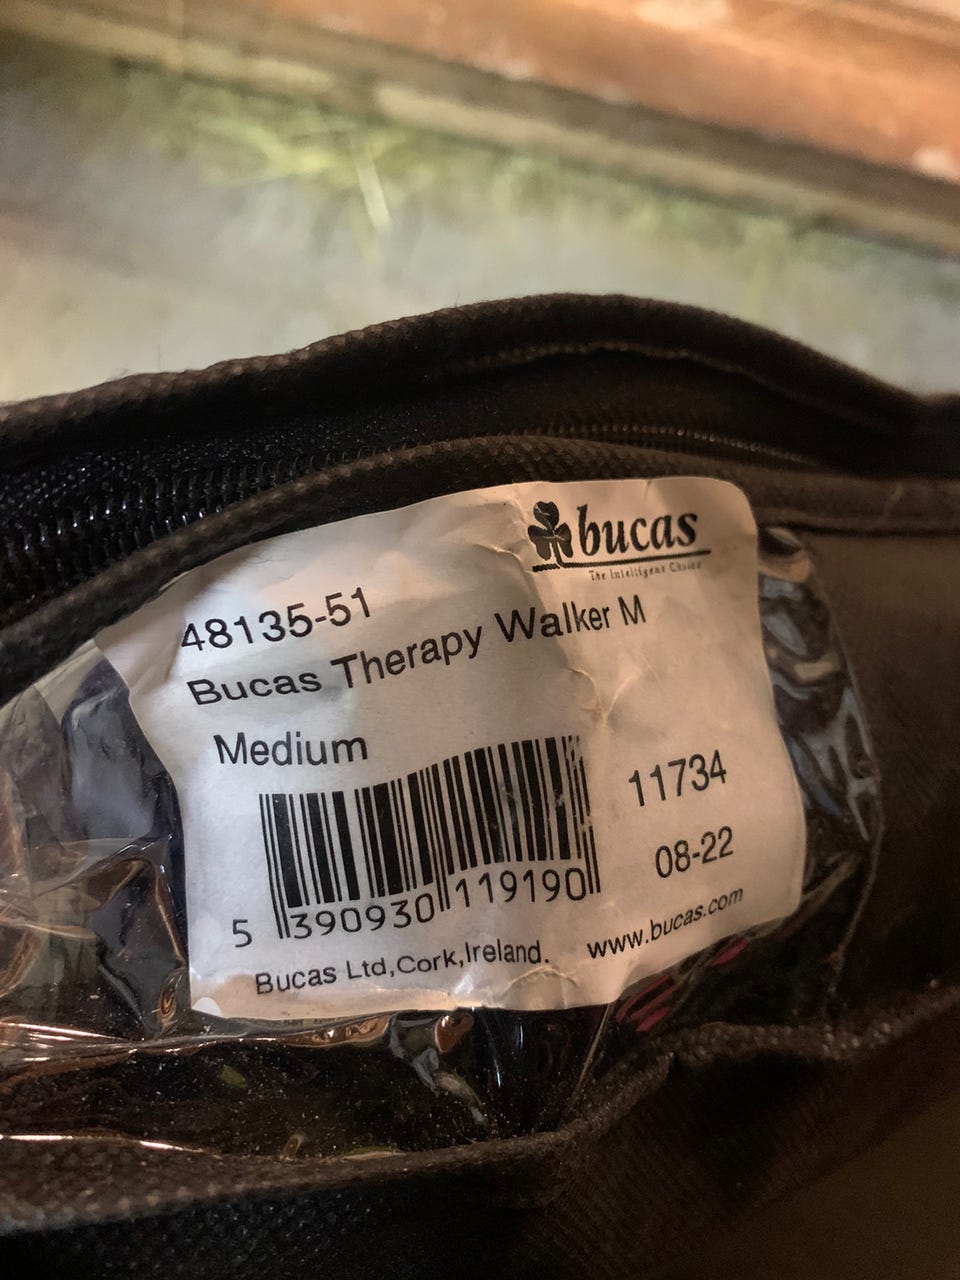 bucas
The Intelligent Choice
48135-51
Bucas Therapy Walker M
Medium
11734
08-22
5 390930 119190
Bucas Ltd,Cork,Ireland.
www.bucas.com